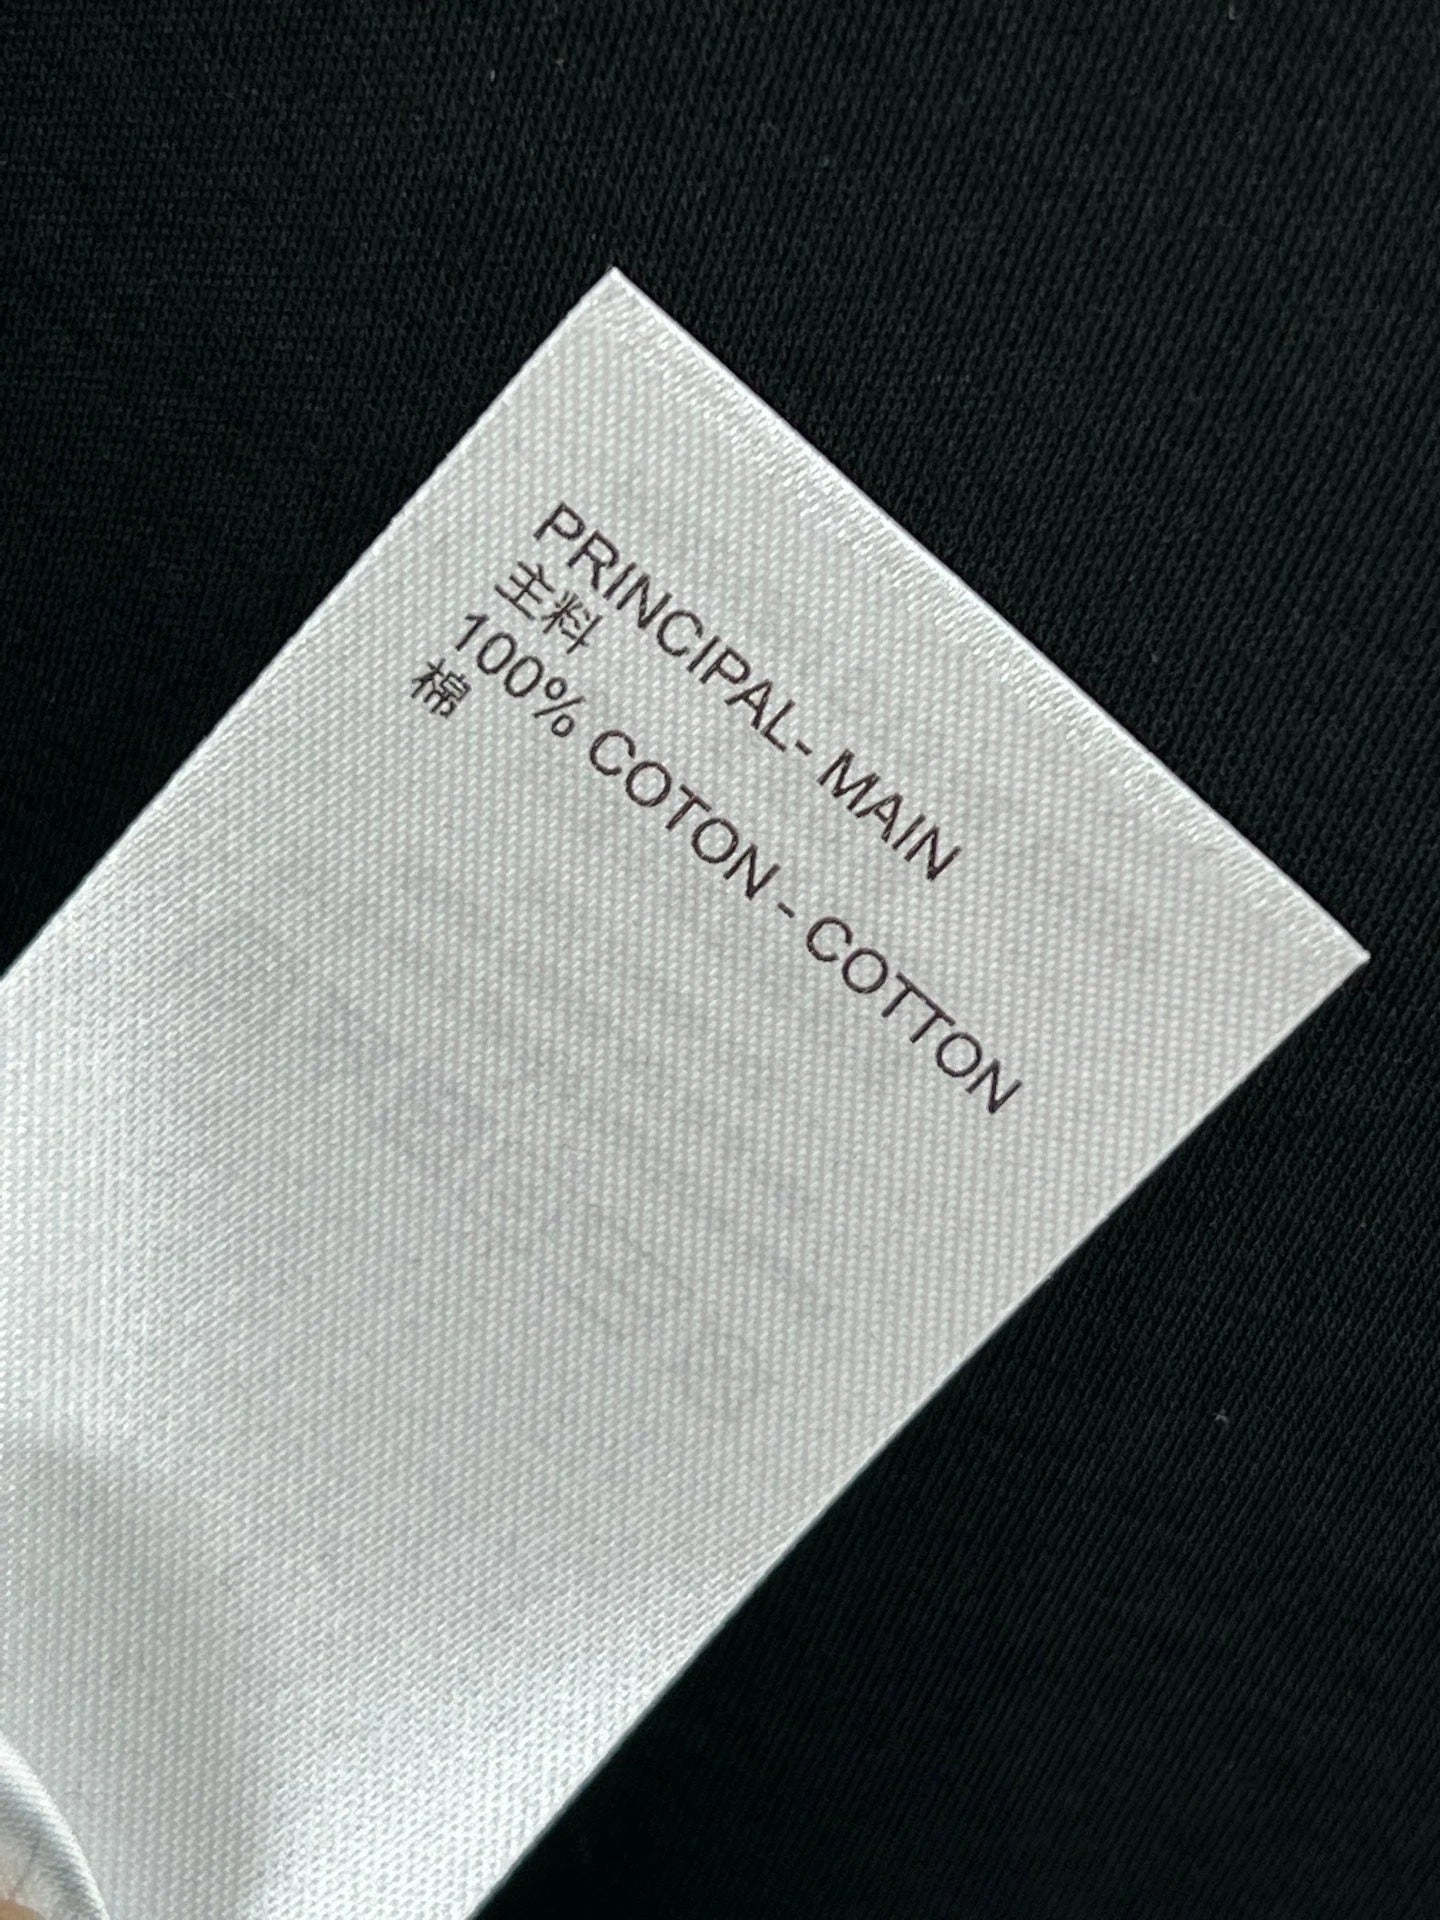 PRINCIPAL- MAIN
主料
100% COTON - COTTON
棉